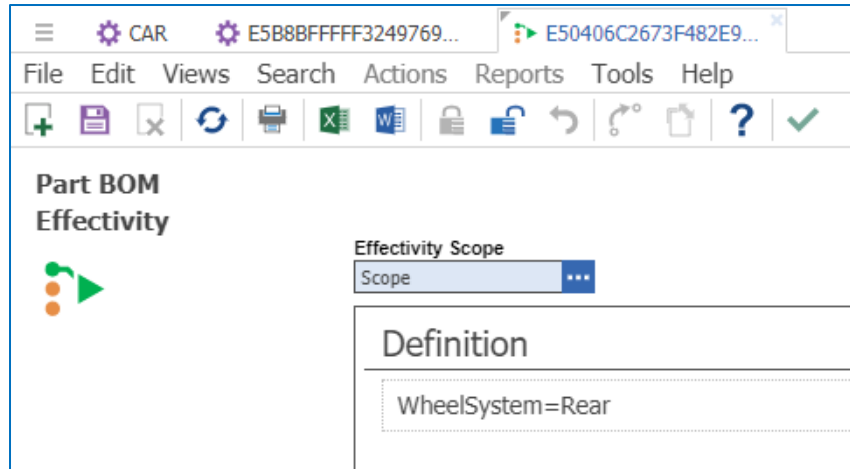 CAR E5B8BFFFFF3249769... E50406C2673F482E9...
File Edit Views Search Actions Reports Tools Help
Part BOM
Effectivity
Effectivity Scope
Scope ...
Definition
WheelSystem=Rear